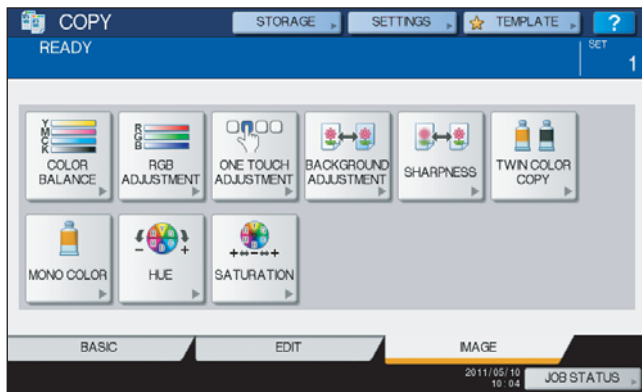 COPY
STORAGE
SETTINGS
TEMPLATE
?
READY
SET
1
Y
M
C
K
COLOR
BALANCE
R
G
B
RGB
ADJUSTMENT
ONE TOUCH
ADJUSTMENT
BACKGROUND
ADJUSTMENT
SHARPNESS
TWIN COLOR
COPY
MONO COLOR
- +
HUE
SATURATION
BASIC
EDIT
IMAGE
2011/05/10
10:04
JOB STATUS